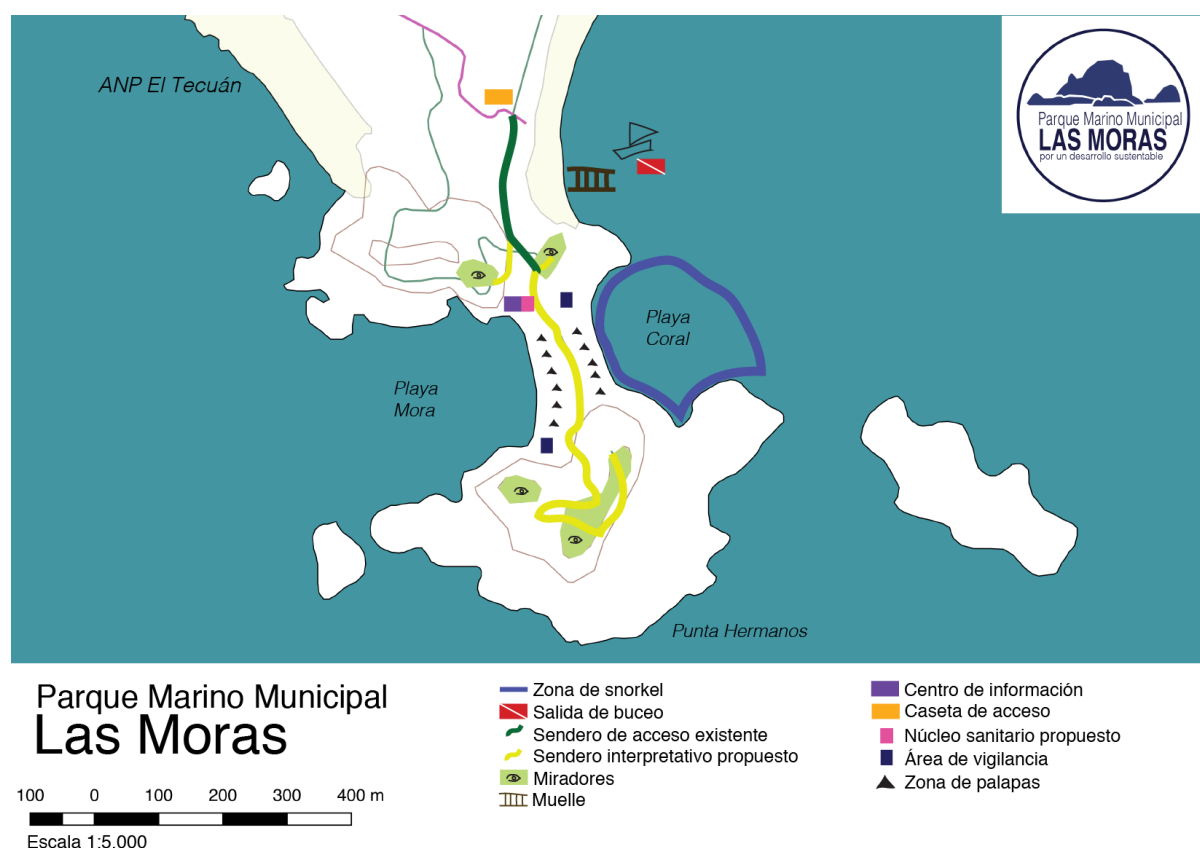 ANP El Tecuán
Parque Marino Municipal
LAS MORAS
por un desarrollo sustentable
Playa
Coral
Playa
Mora
Punta Hermanos
Parque Marino Municipal
Las Moras
100 0 100 200 300 400 m
Escala 1:5,000
Zona de snorkel
Salida de buceo
Sendero de acceso existente
Sendero interpretativo propuesto
Miradores
Muelle
Centro de información
Caseta de acceso
Núcleo sanitario propuesto
Área de vigilancia
Zona de palapas